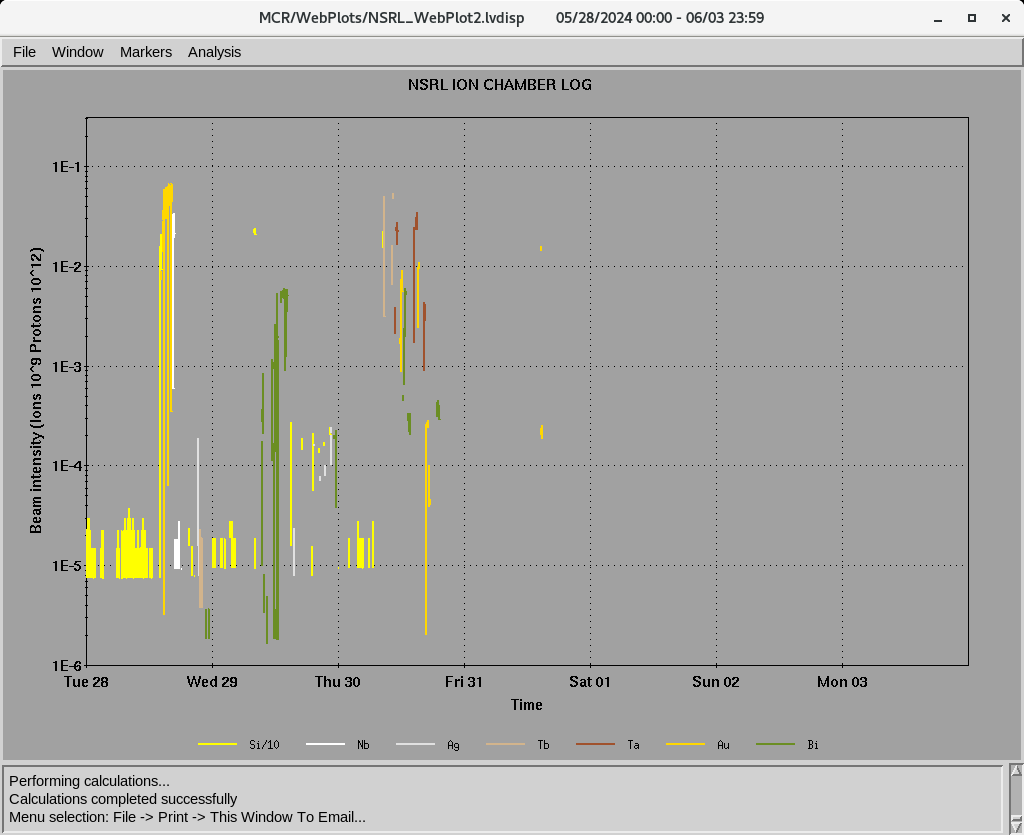 MCR/WebPlots/NSRL_WebPlot2.lvdisp 05/28/2024 00:00 - 06/03 23:59
File Window Markers Analysis
NSRL ION CHAMBER LOG
1E-1
1E-2
1E-3
1E-4
1E-5
1E-6
Beam intensity (Ions 10^9 Protons 10^12)
Tue 28 Wed 29 Thu 30 Fri 31 Sat 01 Sun 02 Mon 03
Time
Si/10 Nb Ag Tb Ta Au Bi
Performing calculations...
Calculations completed successfully
Menu selection: File -> Print -> This Window To Email...